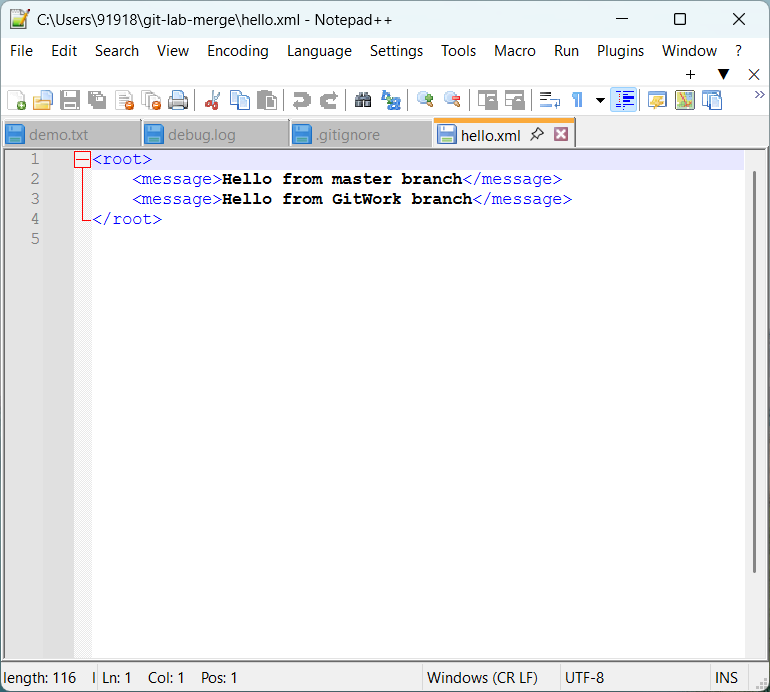 C:\Users\91918\git-lab-merge\hello.xml - Notepad++
File Edit Search View Encoding Language Settings Tools Macro Run Plugins Window ?
demo.txt debug.log .gitignore hello.xml
1 <root>
2 <message>Hello from master branch</message>
3 <message>Hello from GitWork branch</message>
4 </root>
5
length: 116 l Ln: 1 Col: 1 Pos: 1 Windows (CR LF) UTF-8 INS